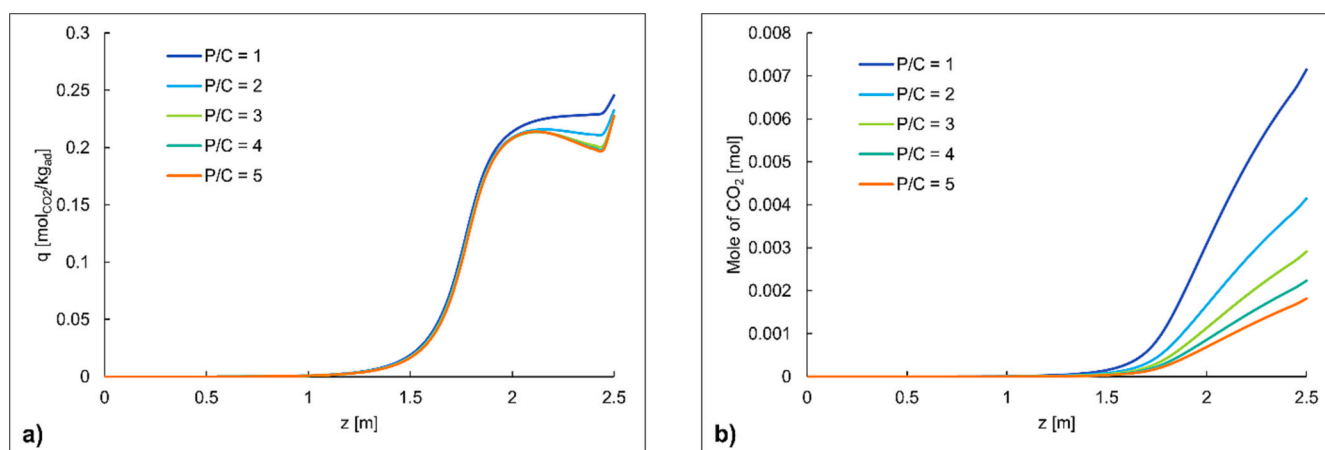 0.3
0.25
0.2
0.15
0.1
0.05
0
q [mol_CO2/kg_ad]
P/C = 1
P/C = 2
P/C = 3
P/C = 4
P/C = 5
0 0.5 1 1.5 2 2.5
z [m]
a)
0.008
0.007
0.006
0.005
0.004
0.003
0.002
0.001
0
Mole of CO₂ [mol]
P/C = 1
P/C = 2
P/C = 3
P/C = 4
P/C = 5
0 0.5 1 1.5 2 2.5
z [m]
b)